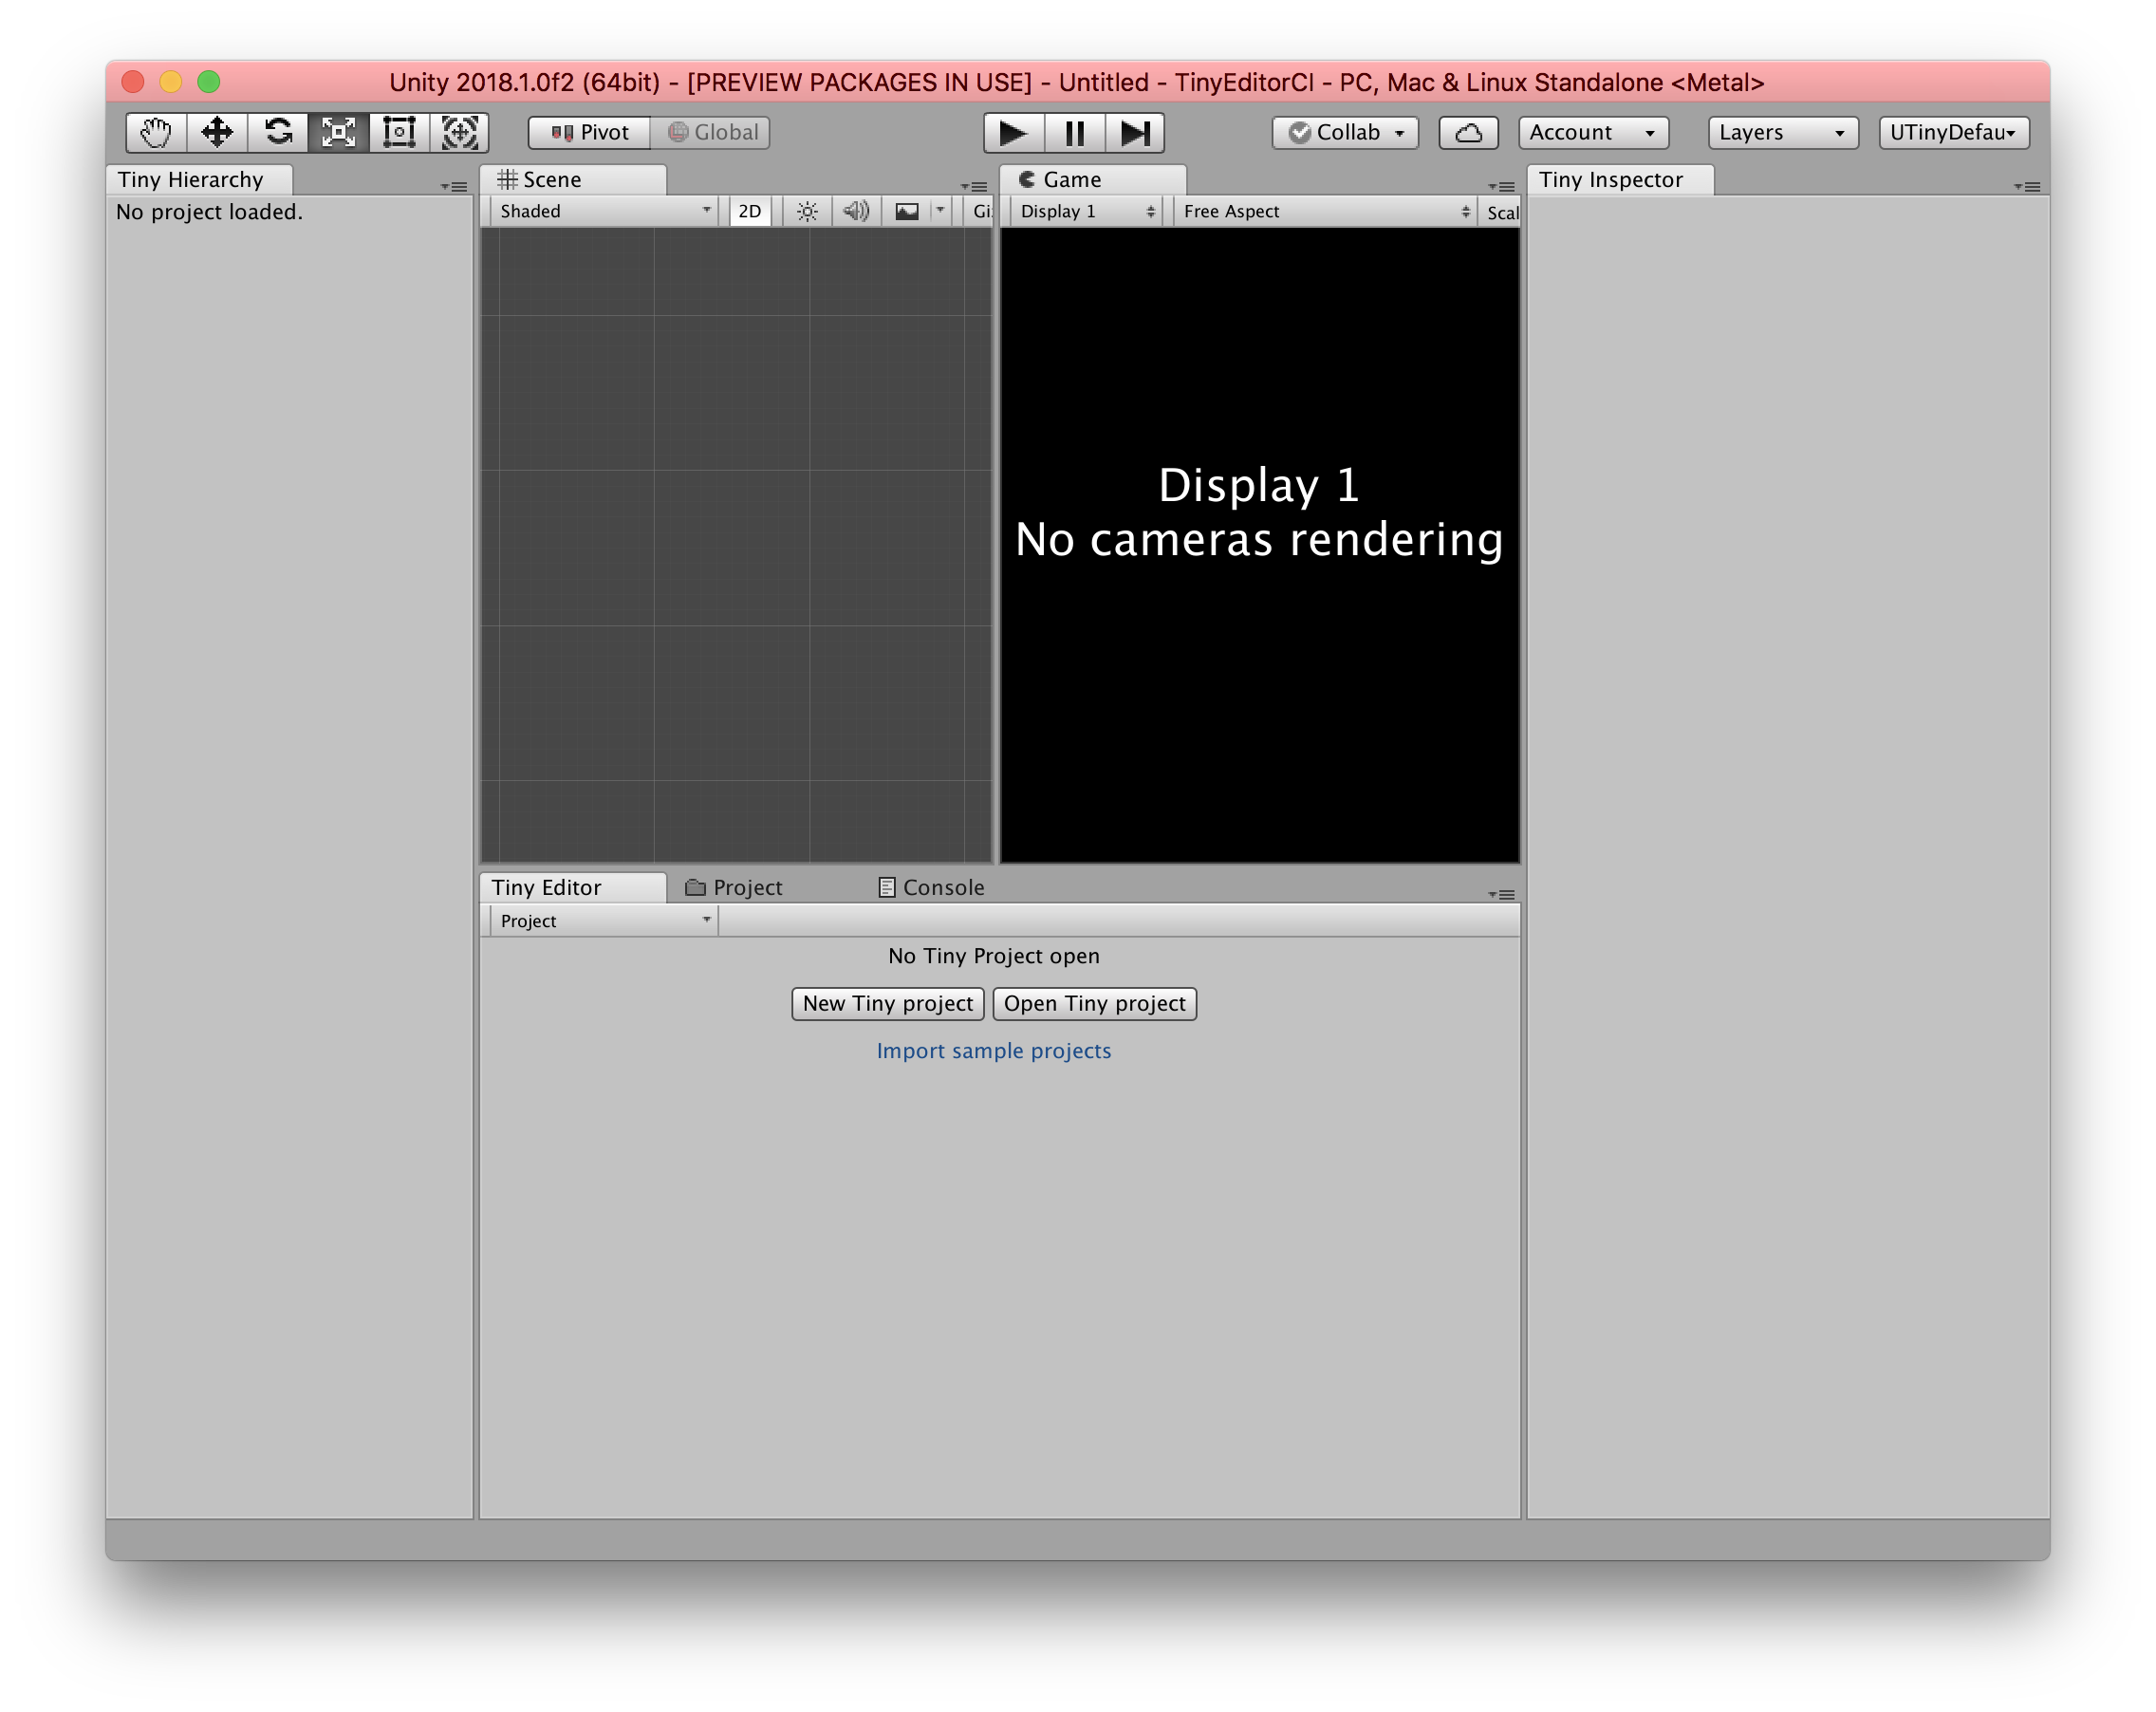 Unity 2018.1.0f2 (64bit) - [PREVIEW PACKAGES IN USE] - Untitled - TinyEditorCI - PC, Mac & Linux Standalone <Metal>
Pivot Global Collab Account Layers UTinyDefau
Tiny Hierarchy
No project loaded.
Scene
Shaded 2D Gi
Game
Display 1 Free Aspect Scal
Display 1
No cameras rendering
Tiny Inspector
Tiny Editor Project Console
Project
No Tiny Project open
New Tiny project Open Tiny project
Import sample projects